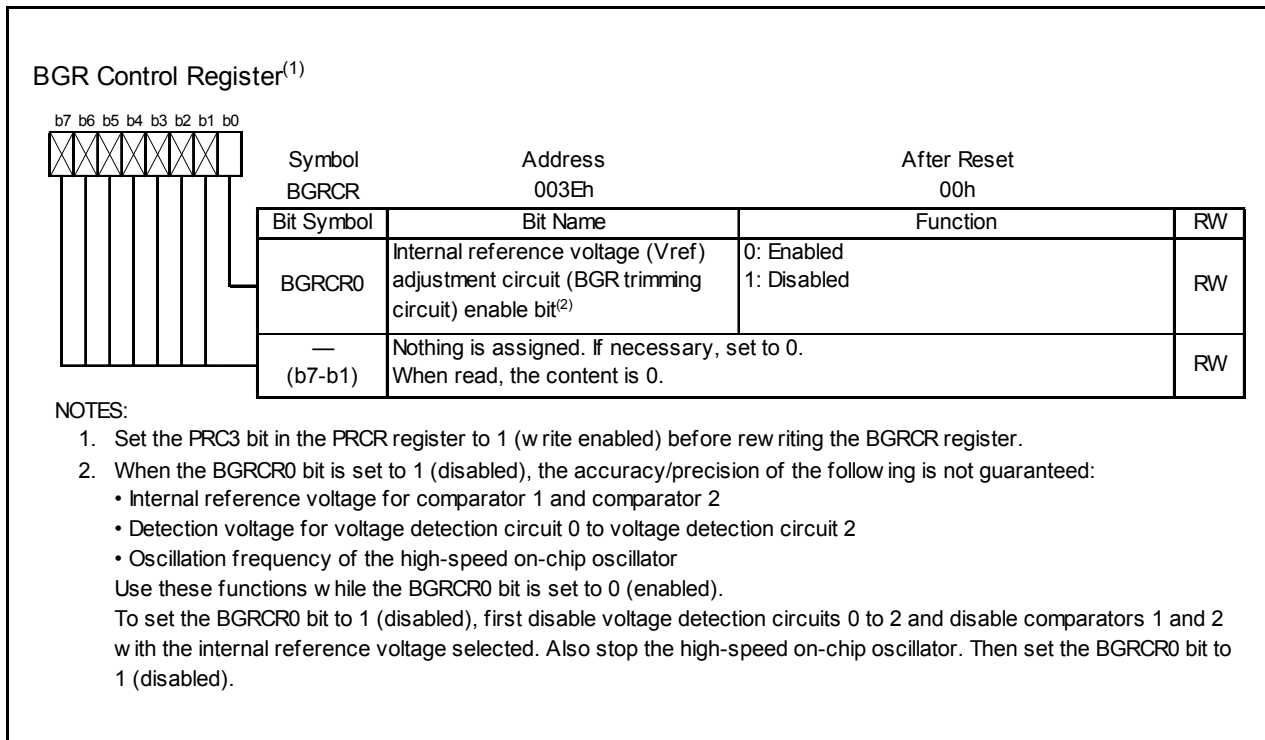 BGR Control Register(1)
b7 b6 b5 b4 b3 b2 b1 b0
Symbol Address After Reset
BGRCR 003Eh 00h
Bit Symbol Bit Name Function RW
BGRCR0 Internal reference voltage (Vref) adjustment circuit (BGR trimming circuit) enable bit(2) 0: Enabled 1: Disabled RW
— (b7-b1) Nothing is assigned. If necessary, set to 0. When read, the content is 0. RW
NOTES:
1. Set the PRC3 bit in the PRCR register to 1 (write enabled) before rewriting the BGRCR register.
2. When the BGRCR0 bit is set to 1 (disabled), the accuracy/precision of the following is not guaranteed:
• Internal reference voltage for comparator 1 and comparator 2
• Detection voltage for voltage detection circuit 0 to voltage detection circuit 2
• Oscillation frequency of the high-speed on-chip oscillator
Use these functions while the BGRCR0 bit is set to 0 (enabled).
To set the BGRCR0 bit to 1 (disabled), first disable voltage detection circuits 0 to 2 and disable comparators 1 and 2
with the internal reference voltage selected. Also stop the high-speed on-chip oscillator. Then set the BGRCR0 bit to
1 (disabled).